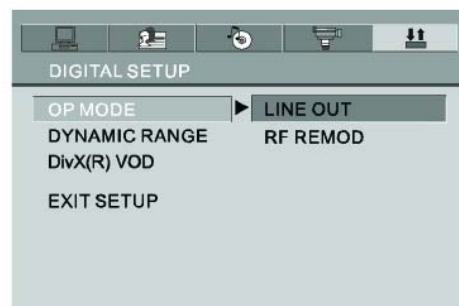 DIGITAL SETUP
OP MODE LINE OUT
DYNAMIC RANGE RF REMOD
DivX(R) VOD
EXIT SETUP